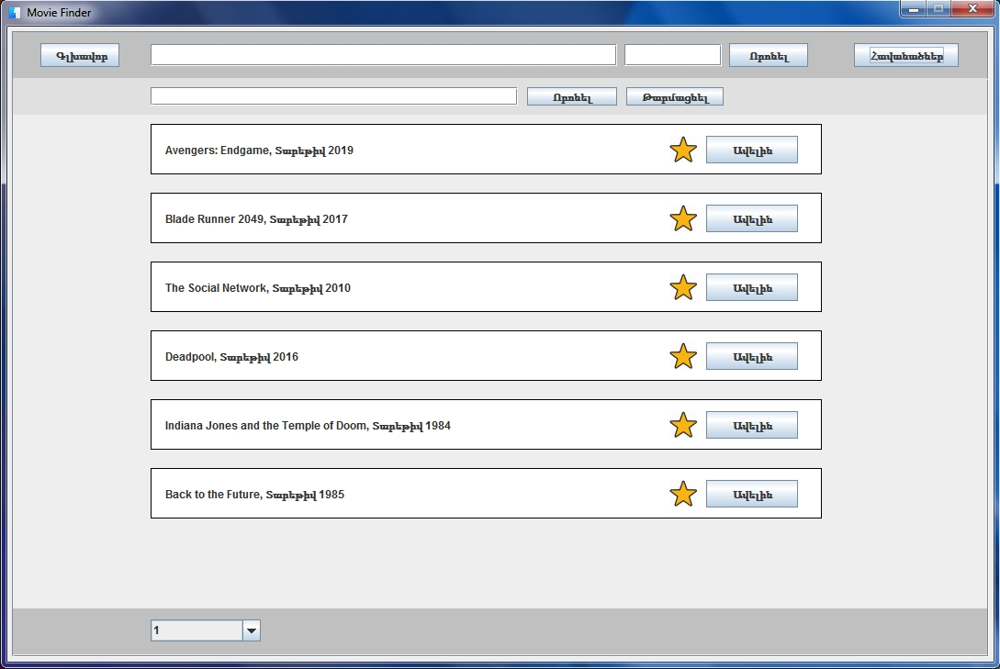 Movie Finder
Գլխավոր
Որոնել
Հավանածներ
Որոնել
Թարմացնել
Avengers: Endgame, Տարեթիվ 2019
Ավելին
Blade Runner 2049, Տարեթիվ 2017
Ավելին
The Social Network, Տարեթիվ 2010
Ավելին
Deadpool, Տարեթիվ 2016
Ավելին
Indiana Jones and the Temple of Doom, Տարեթիվ 1984
Ավելին
Back to the Future, Տարեթիվ 1985
Ավելին
1